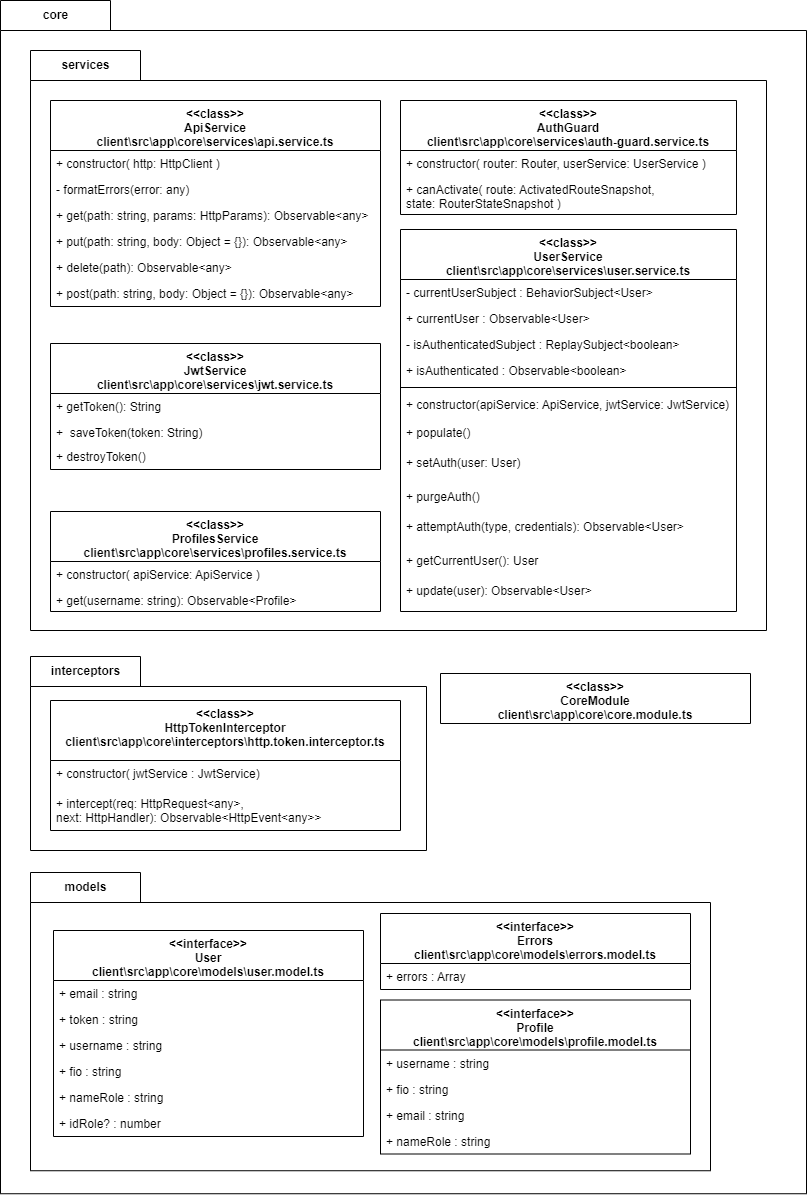 core
services
<<class>>
ApiService
client\src\app\core\services\api.service.ts
+ constructor( http: HttpClient )
- formatErrors(error: any)
+ get(path: string, params: HttpParams): Observable<any>
+ put(path: string, body: Object = {}): Observable<any>
+ delete(path): Observable<any>
+ post(path: string, body: Object = {}): Observable<any>
<<class>>
AuthGuard
client\src\app\core\services\auth-guard.service.ts
+ constructor( router: Router, userService: UserService )
+ canActivate( route: ActivatedRouteSnapshot,
state: RouterStateSnapshot )
<<class>>
JwtService
client\src\app\core\services\jwt.service.ts
+ getToken(): String
+  saveToken(token: String)
+ destroyToken()
<<class>>
UserService
client\src\app\core\services\user.service.ts
- currentUserSubject : BehaviorSubject<User>
+ currentUser : Observable<User>
- isAuthenticatedSubject : ReplaySubject<boolean>
+ isAuthenticated : Observable<boolean>
+ constructor(apiService: ApiService, jwtService: JwtService)
+ populate()
+ setAuth(user: User)
+ purgeAuth()
+ attemptAuth(type, credentials): Observable<User>
+ getCurrentUser(): User
+ update(user): Observable<User>
<<class>>
ProfilesService
client\src\app\core\services\profiles.service.ts
+ constructor( apiService: ApiService )
+ get(username: string): Observable<Profile>
interceptors
<<class>>
HttpTokenInterceptor
client\src\app\core\interceptors\http.token.interceptor.ts
+ constructor( jwtService : JwtService)
+ intercept(req: HttpRequest<any>,
next: HttpHandler): Observable<HttpEvent<any>>
<<class>>
CoreModule
client\src\app\core\core.module.ts
models
<<interface>>
User
client\src\app\core\models\user.model.ts
+ email : string
+ token : string
+ username : string
+ fio : string
+ nameRole : string
+ idRole? : number
<<interface>>
Errors
client\src\app\core\models\errors.model.ts
+ errors : Array
<<interface>>
Profile
client\src\app\core\models\profile.model.ts
+ username : string
+ fio : string
+ email : string
+ nameRole : string